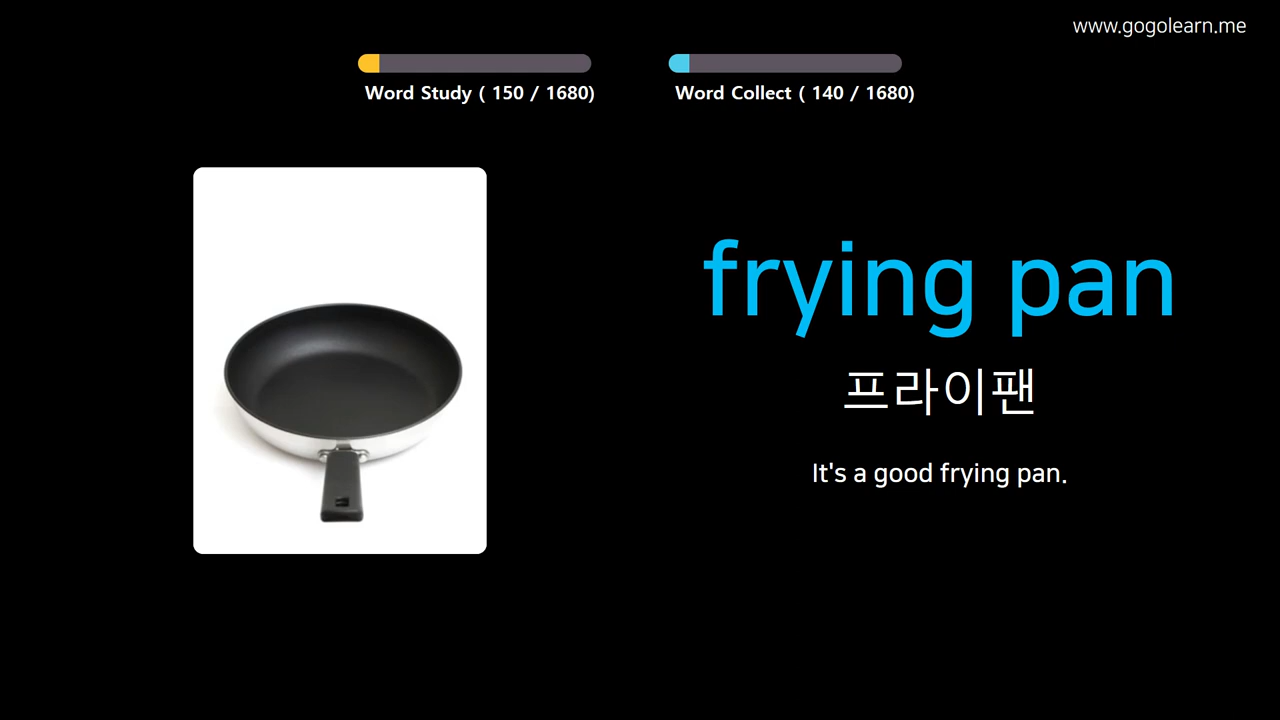 www.gogolearn.me
Word Study ( 150 / 1680)
Word Collect ( 140 / 1680)
frying pan
프라이팬
It's a good frying pan.